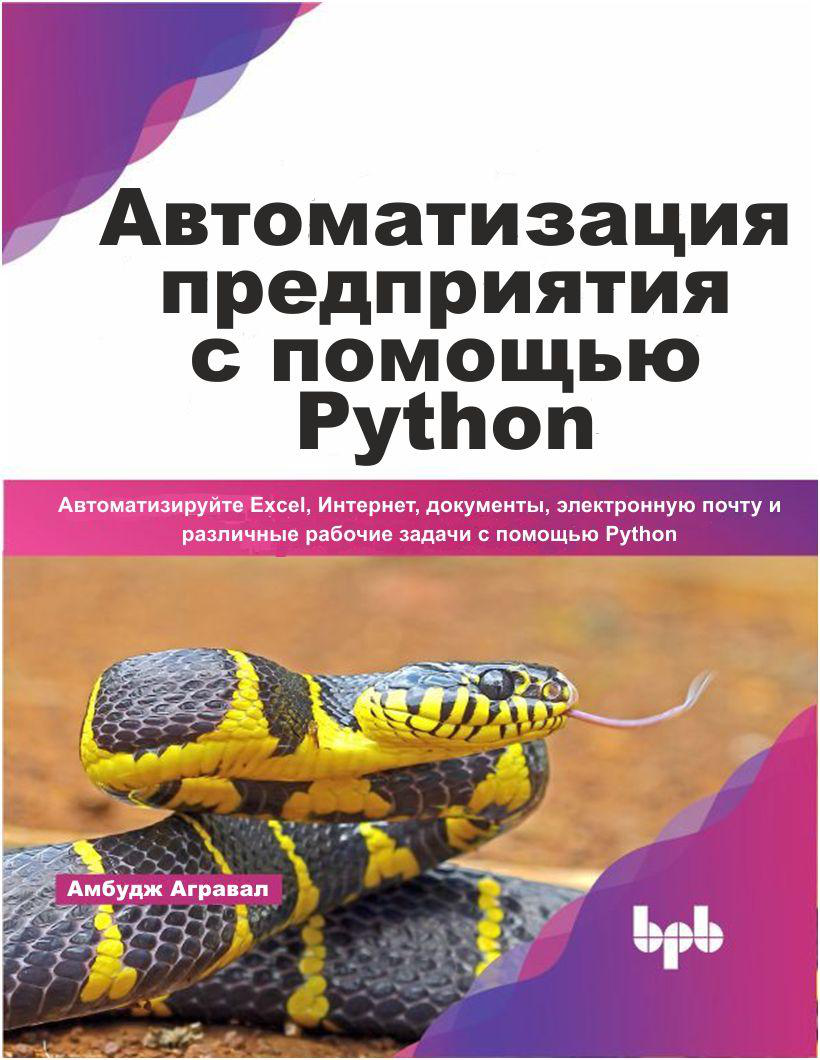 Автоматизация
предприятия
с помощью
Python
Автоматизируйте Excel, Интернет, документы, электронную почту и
различные рабочие задачи с помощью Python
Амбудж Агравал
bpb